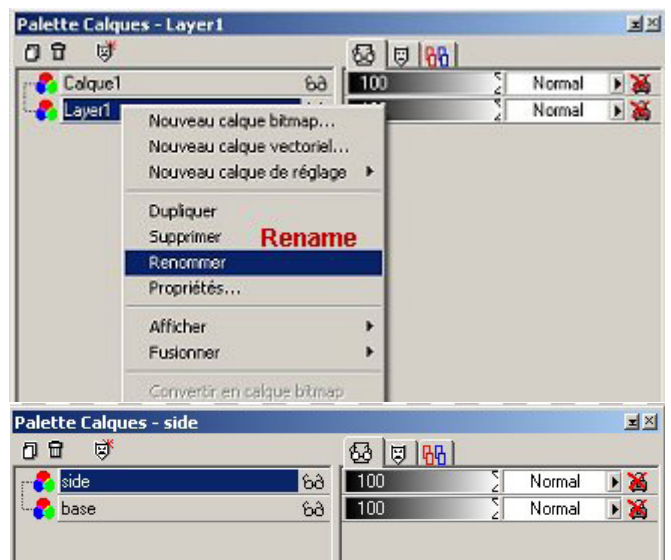 Palette Calques - Layer1
Calque1 100 Normal
Layer1 Normal
Nouveau calque bitmap...
Nouveau calque vectoriel...
Nouveau calque de réglage
Dupliquer
Supprimer Rename
Renommer
Propriétés...
Afficher
Fusionner
Convertir en calque bitmap
Palette Calques - side
side 100 Normal
base 100 Normal